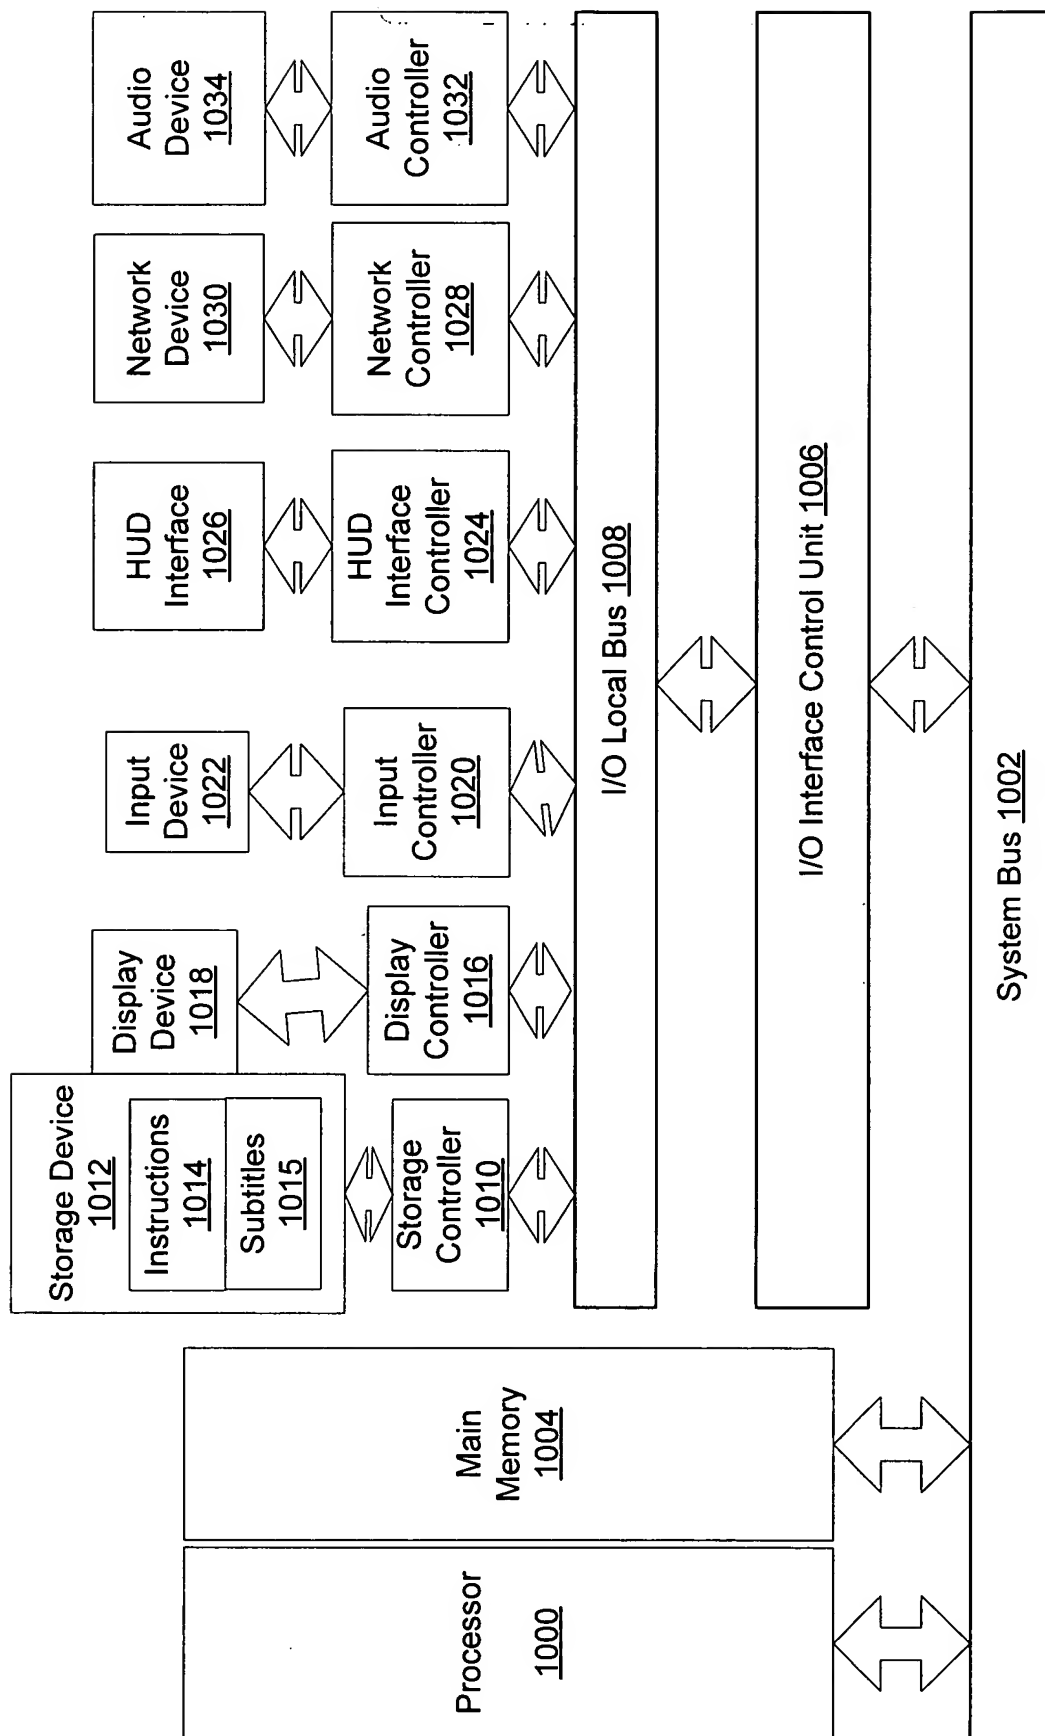 Processor
1000
Main
Memory
1004
Storage Device
1012
Instructions
1014
Subtitles
1015
Storage
Controller
1010
Display
Device
1018
Display
Controller
1016
Input
Device
1022
Input
Controller
1020
HUD
Interface
1026
HUD
Interface
Controller
1024
Network
Device
1030
Network
Controller
1028
Audio
Device
1034
Audio
Controller
1032
I/O Local Bus 1008
I/O Interface Control Unit 1006
System Bus 1002